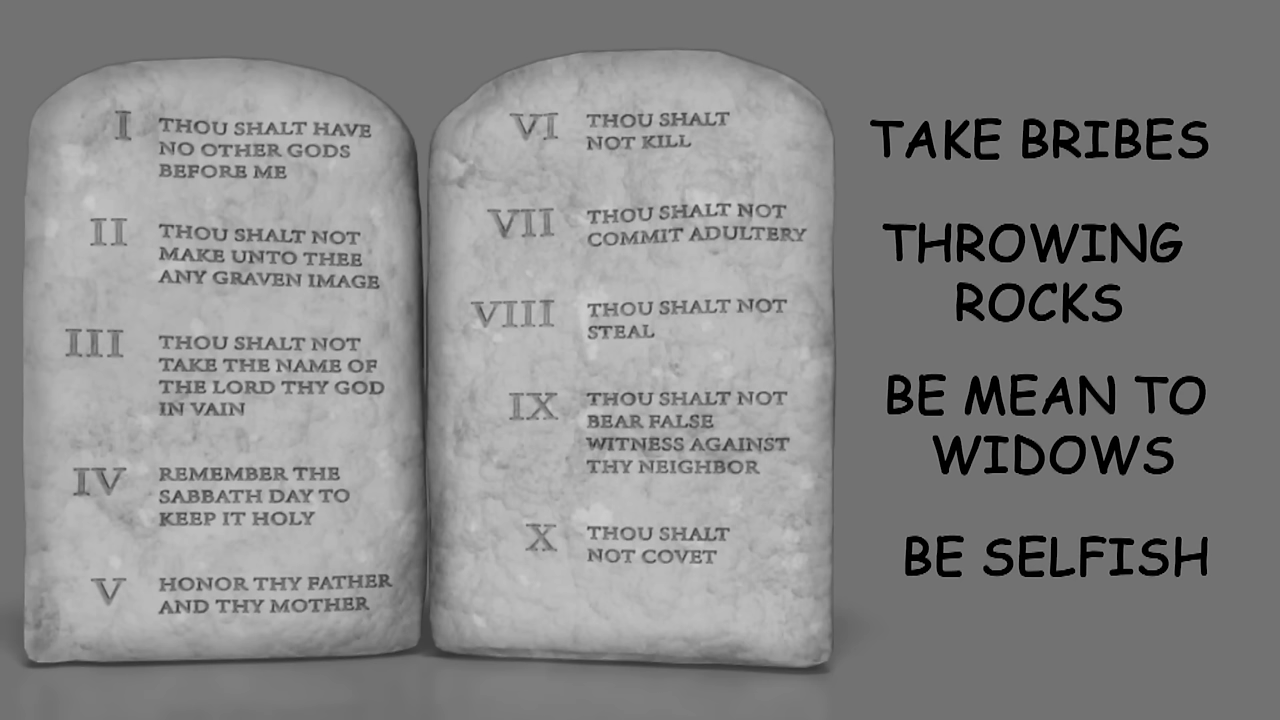 I THOU SHALT HAVE
NO OTHER GODS
BEFORE ME
II THOU SHALT NOT
MAKE UNTO THEE
ANY GRAVEN IMAGE
III THOU SHALT NOT
TAKE THE NAME OF
THE LORD THY GOD
IN VAIN
IV REMEMBER THE
SABBATH DAY TO
KEEP IT HOLY
V HONOR THY FATHER
AND THY MOTHER
VI THOU SHALT
NOT KILL
VII THOU SHALT NOT
COMMIT ADULTERY
VIII THOU SHALT NOT
STEAL
IX THOU SHALT NOT
BEAR FALSE
WITNESS AGAINST
THY NEIGHBOR
X THOU SHALT
NOT COVET
TAKE BRIBES
THROWING
ROCKS
BE MEAN TO
WIDOWS
BE SELFISH